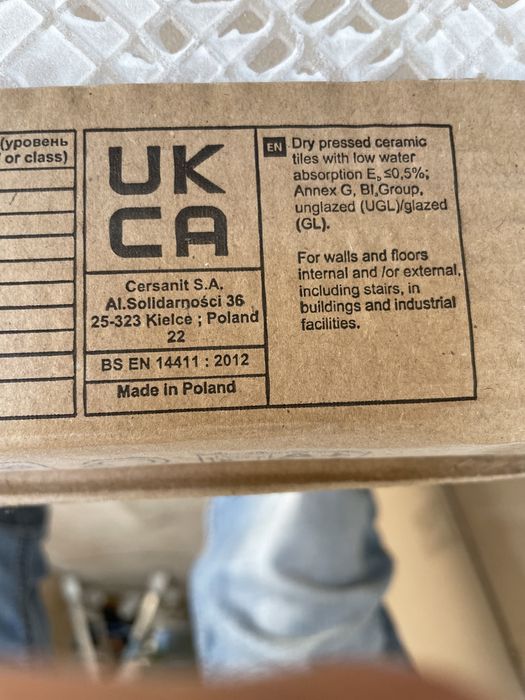 (уровень
or class)
UK
CA
Cersanit S.A.
Al.Solidarności 36
25-323 Kielce ; Poland
22
BS EN 14411 : 2012
Made in Poland
EN Dry pressed ceramic
tiles with low water
absorption Eb ≤0,5%;
Annex G, BI,Group,
unglazed (UGL)/glazed
(GL).
For walls and floors
internal and /or external,
including stairs, in
buildings and industrial
facilities.